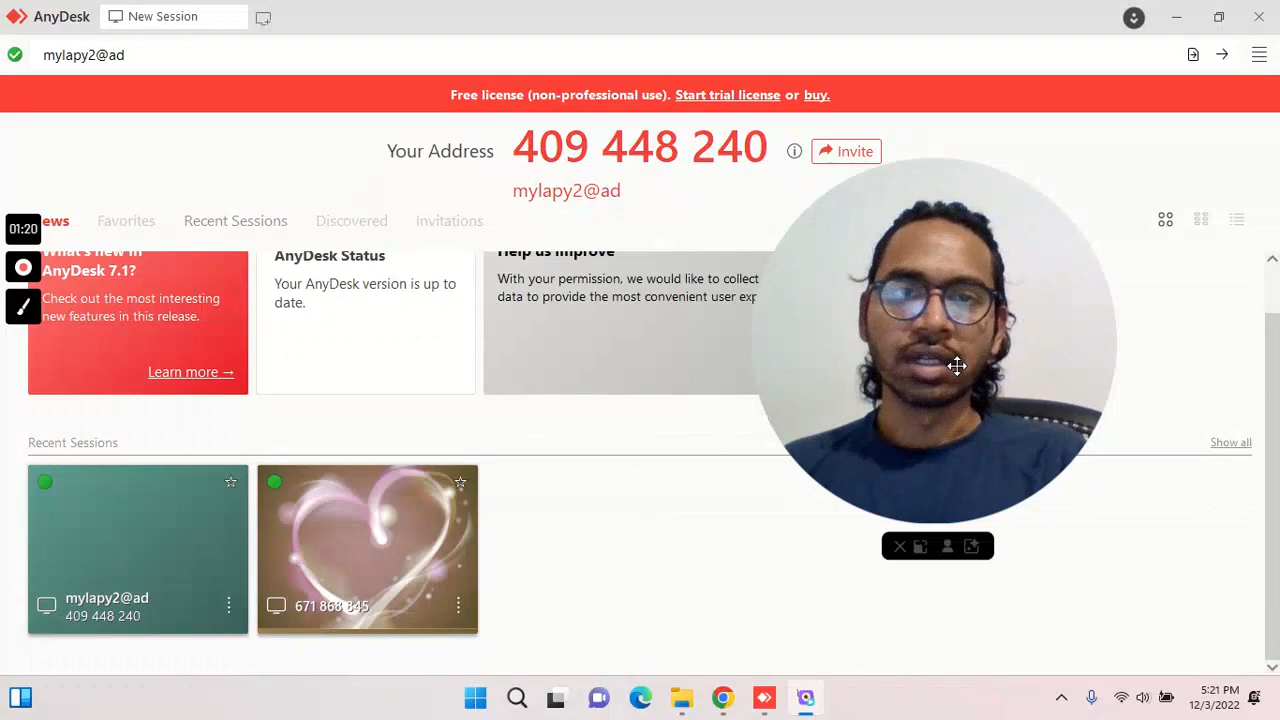 AnyDesk
New Session
mylapy2@ad
Free license (non-professional use). Start trial license or buy.
Your Address
409 448 240
Invite
mylapy2@ad
01:20
ews
Favorites
Recent Sessions
Discovered
Invitations
What's new in
AnyDesk 7.1?
Check out the most interesting
new features in this release.
Learn more →
AnyDesk Status
Your AnyDesk version is up to
date.
Help us improve
With your permission, we would like to collect
data to provide the most convenient user exp
Recent Sessions
Show all
mylapy2@ad
409 448 240
671 868 845
5:21 PM
12/3/2022